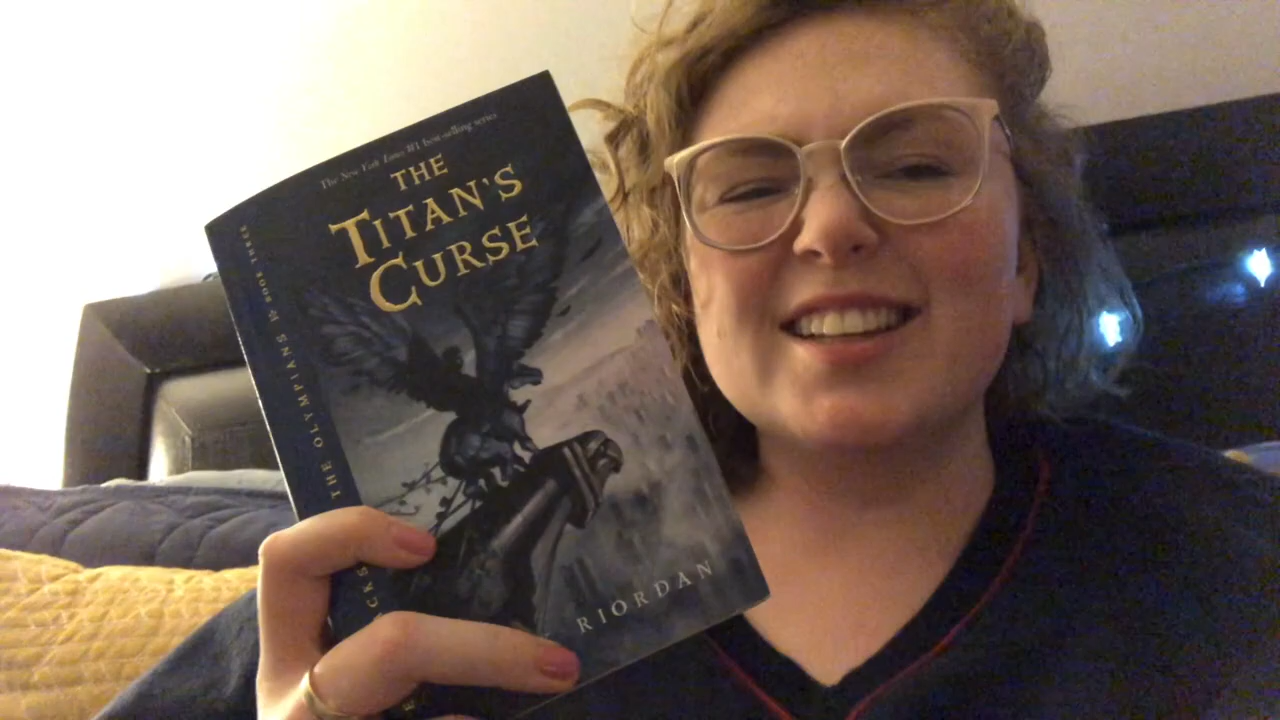 The New York Times #1 best-selling series
THE
TITAN'S
CURSE
RIORDAN
THE OLYMPIANS BOOK THREE